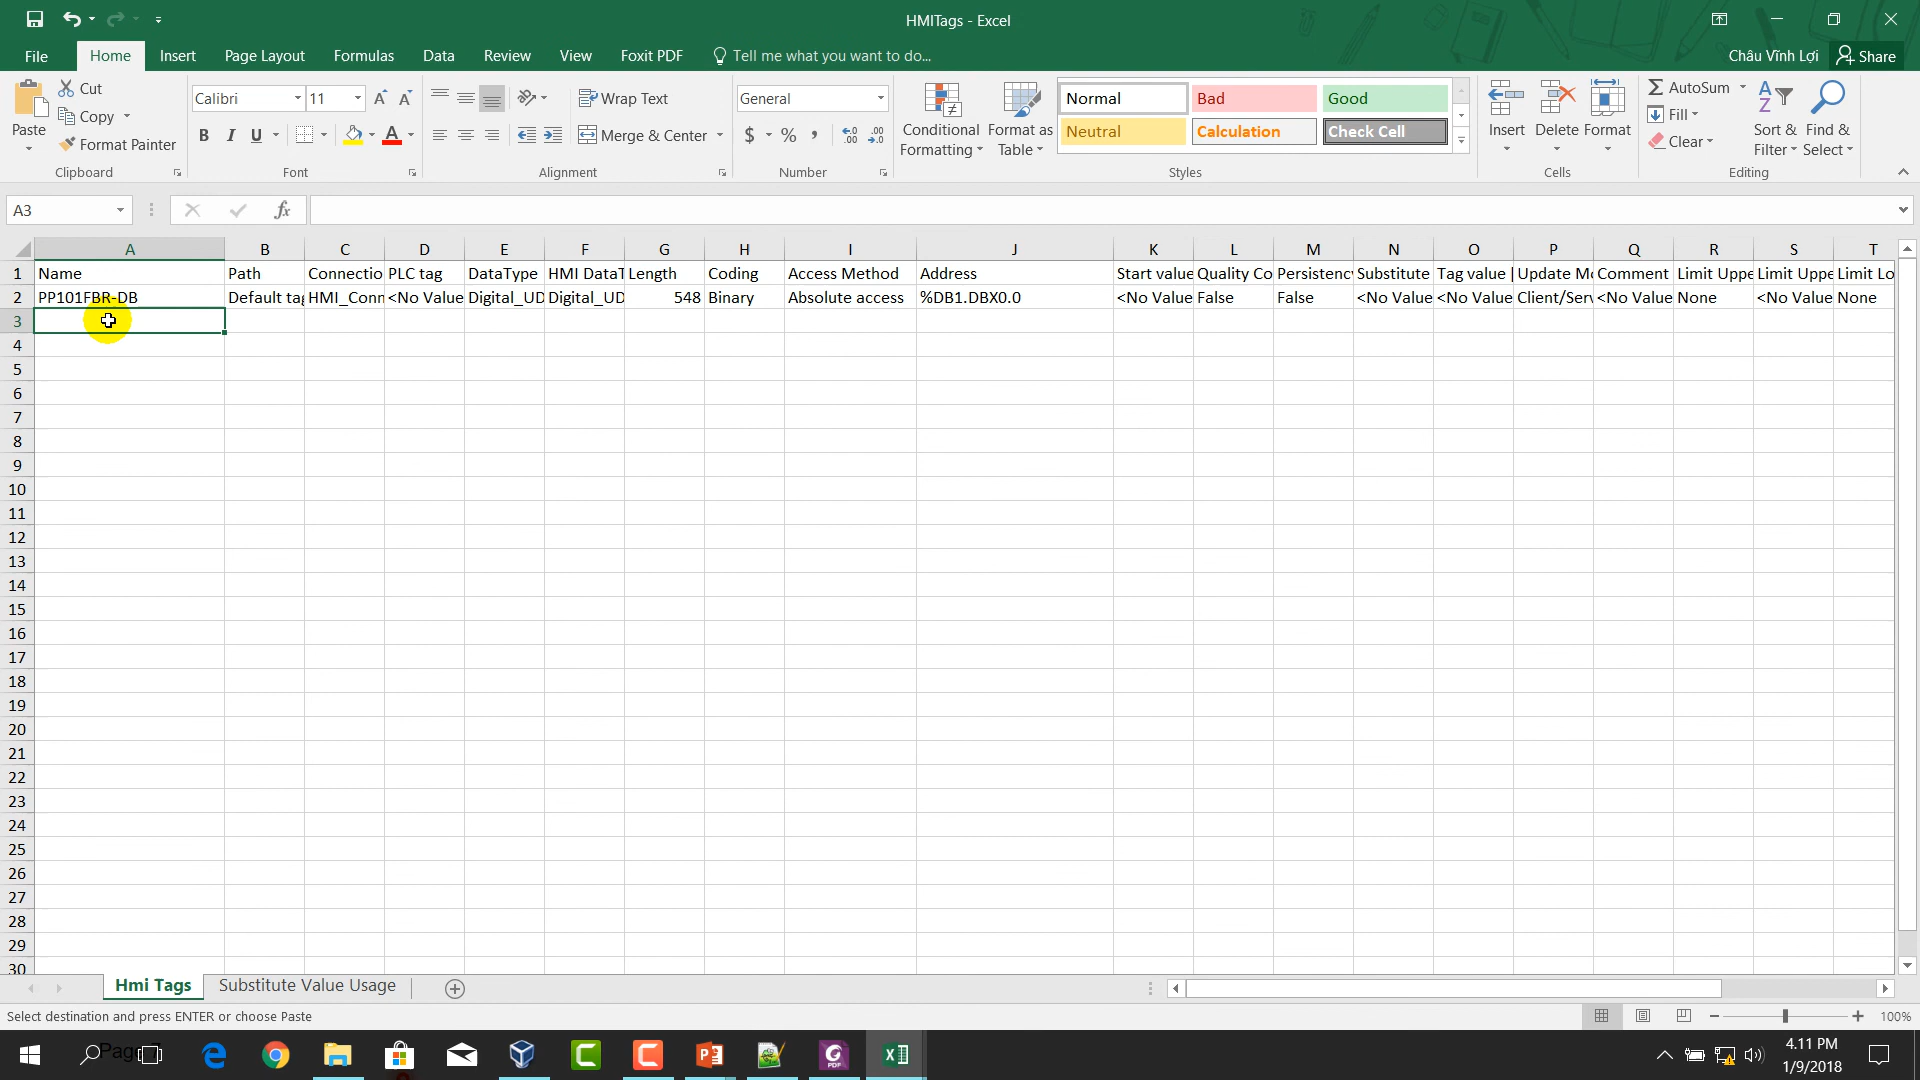 HMITags - Excel
File Home Insert Page Layout Formulas Data Review View Foxit PDF Tell me what you want to do... Châu Vĩnh Lợi Share
Paste Cut Copy Format Painter Clipboard
Calibri 11 A A B I U A Font
Wrap Text Merge & Center Alignment
General $ % , .00 Number
Conditional Formatting Format as Table
Normal Bad Good
Neutral Calculation Check Cell
Styles
Insert Delete Format Cells
AutoSum Fill Clear Sort & Filter Find & Select Editing
A3 fx
A B C D E F G H I J K L M N O P Q R S T
1 Name Path Connectio PLC tag DataType HMI DataT Length Coding Access Method Address Start value Quality Co Persistency Substitute Tag value Update Mo Comment Limit Uppe Limit Uppe Limit Lo
2 PP101FBR-DB Default tag HMI_Conn <No Value Digital_UD Digital_UD 548 Binary Absolute access %DB1.DBX0.0 <No Value False False <No Value <No Value Client/Serv <No Value None <No Value None
3
4
5
6
7
8
9
10
11
12
13
14
15
16
17
18
19
20
21
22
23
24
25
26
27
28
29
30
Hmi Tags Substitute Value Usage
Select destination and press ENTER or choose Paste 100%
4.11 PM
1/9/2018